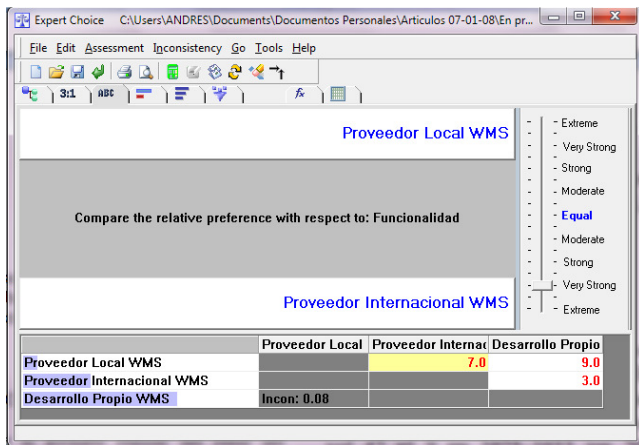 Expert Choice C:\Users\ANDRES\Documents\Documentos Personales\Articulos 07-01-08\En pr...
File Edit Assessment Inconsistency Go Tools Help
3:1 ABC fx
Proveedor Local WMS
Compare the relative preference with respect to: Funcionalidad
Proveedor Internacional WMS
Extreme
Very Strong
Strong
Moderate
Equal
Moderate
Strong
Very Strong
Extreme
Proveedor Local Proveedor Internac Desarrollo Propio
Proveedor Local WMS 7.0 9.0
Proveedor Internacional WMS 3.0
Desarrollo Propio WMS Incon: 0.08